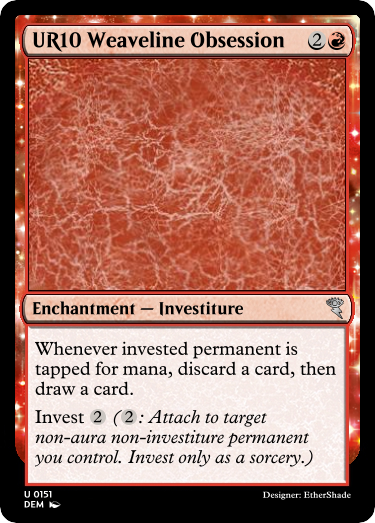 UR10 Weaveline Obsession 2
Enchantment — Investiture
Whenever invested permanent is
tapped for mana, discard a card, then
draw a card.
Invest 2 (2: Attach to target
non-aura non-investiture permanent
you control. Invest only as a sorcery.)
U 0151
DEM
Designer: EtherShade